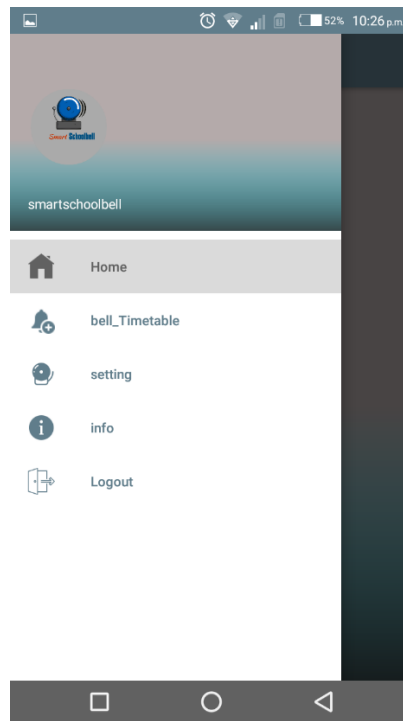 52% 10:26 p.m.
Smart Schoolbell
smartschoolbell
Home
bell_Timetable
setting
info
Logout